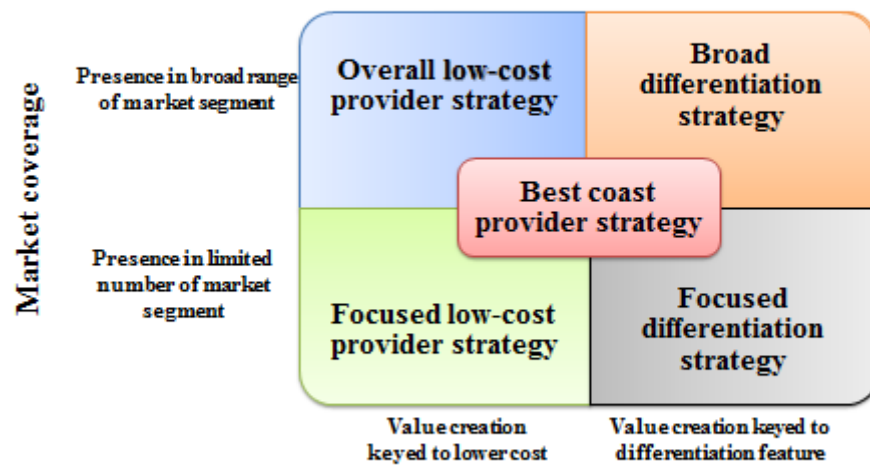 Market coverage
Presence in broad range
of market segment
Overall low-cost
provider strategy
Broad
differentiation
strategy
Best coast
provider strategy
Presence in limited
number of market
segment
Focused low-cost
provider strategy
Focused
differentiation
strategy
Value creation
keyed to lower cost
Value creation keyed to
differentiation feature